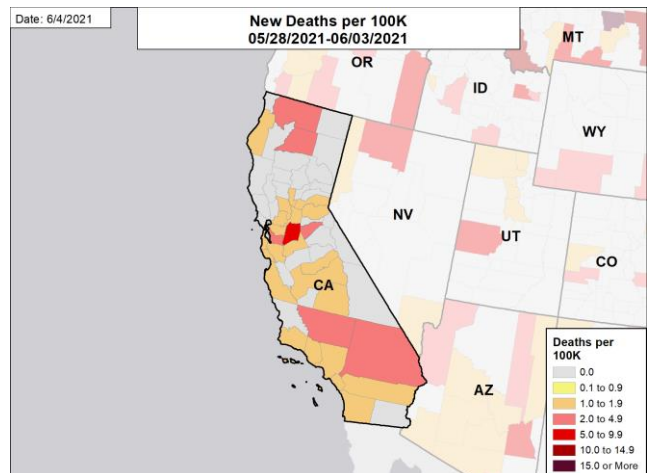 Date: 6/4/2021
New Deaths per 100K
05/28/2021-06/03/2021
OR
MT
ID
WY
NV
UT
CO
CA
AZ
Deaths per
100K
0.0
0.1 to 0.9
1.0 to 1.9
2.0 to 4.9
5.0 to 9.9
10.0 to 14.9
15.0 or More